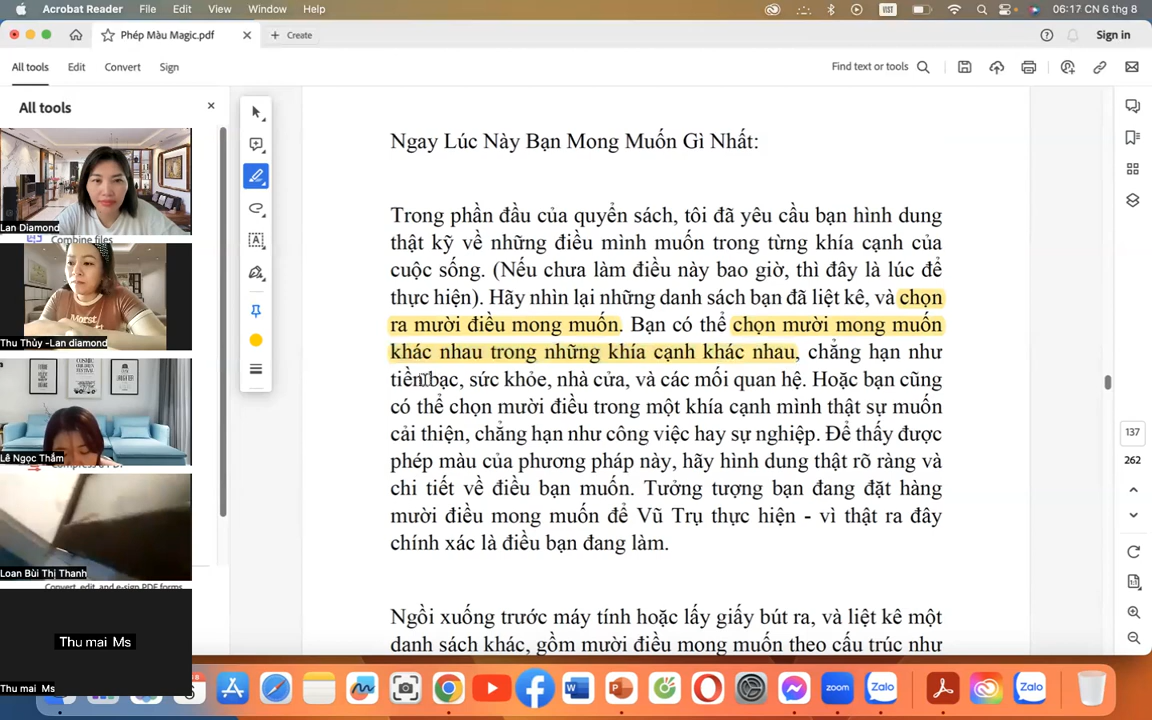 Acrobat Reader File Edit View Window Help
VIST
06:17 CN 6 thg 8
Phép Màu Magic.pdf
Create
Sign in
All tools Edit Convert Sign
Find text or tools
All tools
Lan Diamond
Combine files
Thu Thủy -Lan diamond
Lê Ngọc Thắm
Loan Bùi Thị Thanh
Convert, edit, and e-sign PDF forms
Thu mai Ms
Thu mai Ms
Ngay Lúc Này Bạn Mong Muốn Gì Nhất:
Trong phần đầu của quyển sách, tôi đã yêu cầu bạn hình dung
thật kỹ về những điều mình muốn trong từng khía cạnh của
cuộc sống. (Nếu chưa làm điều này bao giờ, thì đây là lúc để
thực hiện). Hãy nhìn lại những danh sách bạn đã liệt kê, và chọn
ra mười điều mong muốn. Bạn có thể chọn mười mong muốn
khác nhau trong những khía cạnh khác nhau, chẳng hạn như
tiền bạc, sức khỏe, nhà cửa, và các mối quan hệ. Hoặc bạn cũng
có thể chọn mười điều trong một khía cạnh mình thật sự muốn
cải thiện, chẳng hạn như công việc hay sự nghiệp. Để thấy được
phép màu của phương pháp này, hãy hình dung thật rõ ràng và
chi tiết về điều bạn muốn. Tưởng tượng bạn đang đặt hàng
mười điều mong muốn để Vũ Trụ thực hiện - vì thật ra đây
chính xác là điều bạn đang làm.
Ngồi xuống trước máy tính hoặc lấy giấy bút ra, và liệt kê một
danh sách khác, gồm mười điều mong muốn theo cấu trúc như
137
262
zoom
Zalo
Zalo